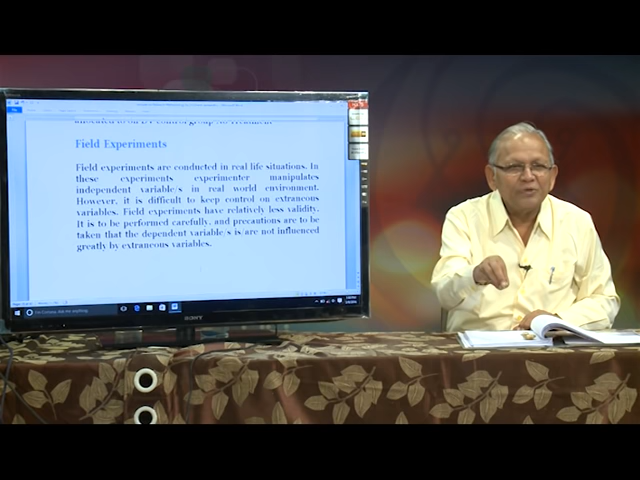 Field Experiments
Field experiments are conducted in real life situations. In
these experiments experimenter manipulates
independent variable/s in real world environment.
However, it is difficult to keep control on extraneous
variables. Field experiments have relatively less validity.
It is to be performed carefully, and precautions are to be
taken that the dependent variable/s is/are not influenced
greatly by extraneous variables.
SONY